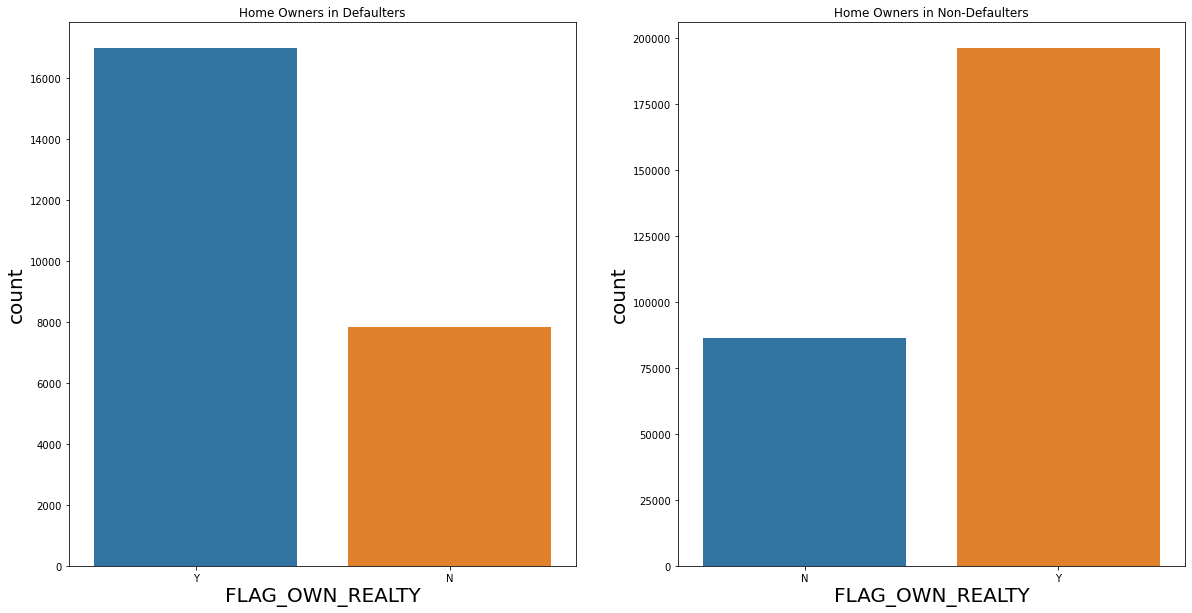 Home Owners in Defaulters
count
16000
14000
12000
10000
8000
6000
4000
2000
0
Y N
FLAG_OWN_REALTY
Home Owners in Non-Defaulters
count
200000
175000
150000
125000
100000
75000
50000
25000
0
N Y
FLAG_OWN_REALTY